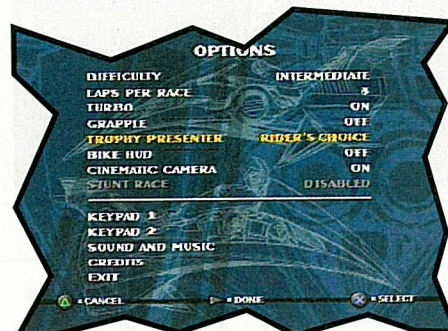 OPTIONS
DIFFICULTY INTERMEDIATE
LAPS PER RACE 3
TURBO ON
GRAPPLE OFF
TROPHY PRESENTER RIDER'S CHOICE
BIKE HUD OFF
CINEMATIC CAMERA ON
STUNT RACE DISABLED
KEYPAD 1
KEYPAD 2
SOUND AND MUSIC
CREDITS
EXIT
= CANCEL = DONE = SELECT